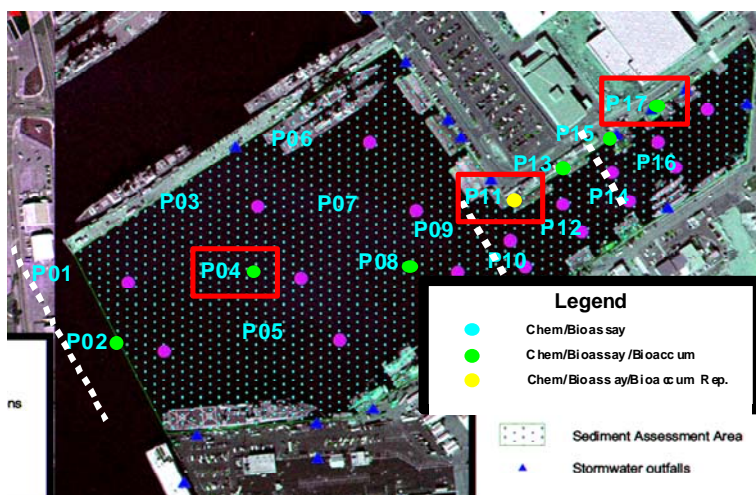 P17
P15
P06
P13
P16
P03
P07
P11
P14
P09
P12
P01
P04
P08
P10
P05
P02
Legend
Chem/Bioassay
Chem/Bioassay/Bioaccum
Chem/Bioassay/Bioaccum Rep.
ns
Sediment Assessment Area
Stormwater outfalls